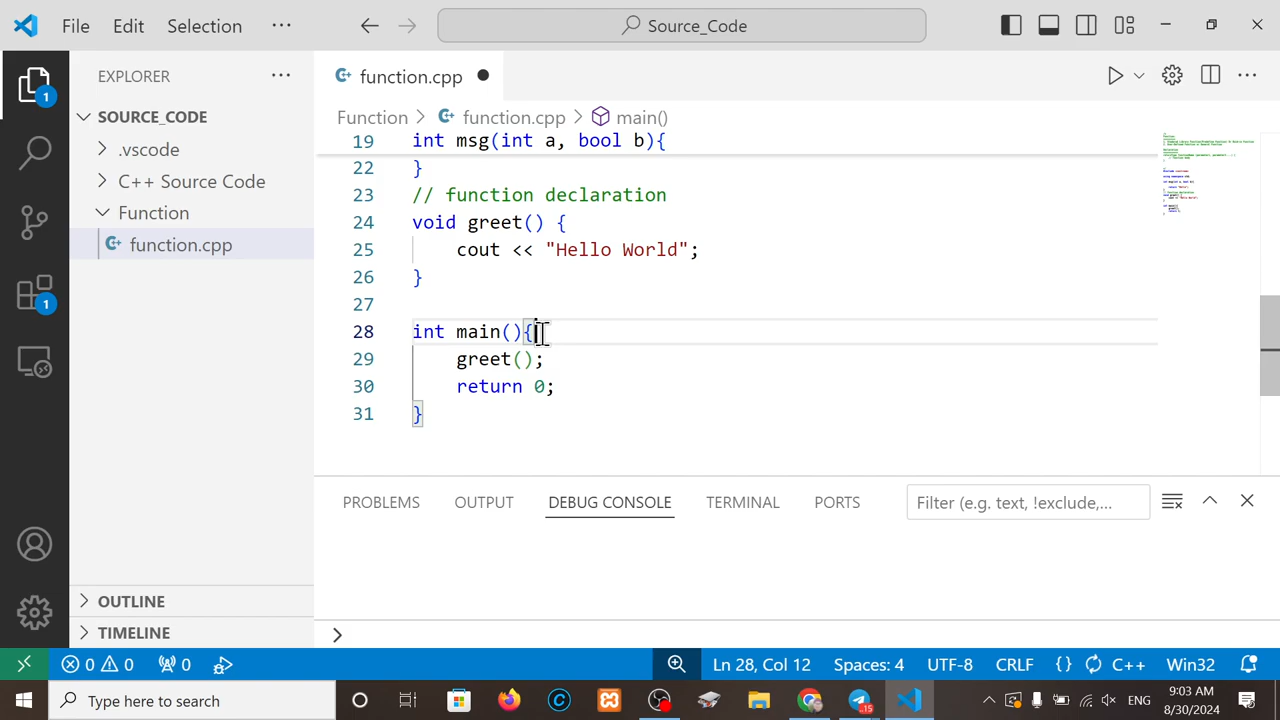 File Edit Selection ··· Source_Code
EXPLORER ···
function.cpp
SOURCE_CODE
.vscode
C++ Source Code
Function
function.cpp
1
1
Function > function.cpp > main()
19 int msg(int a, bool b){
22 }
23 // function declaration
24 void greet() {
25 cout << "Hello World";
26 }
27
28 int main(){
29 greet();
30 return 0;
31 }
PROBLEMS OUTPUT DEBUG CONSOLE TERMINAL PORTS Filter (e.g. text, !exclude,...
>
OUTLINE
TIMELINE
0 0 0 Ln 28, Col 12 Spaces: 4 UTF-8 CRLF {} C++ Win32
Type here to search 15 ENG 9:03 AM
8/30/2024